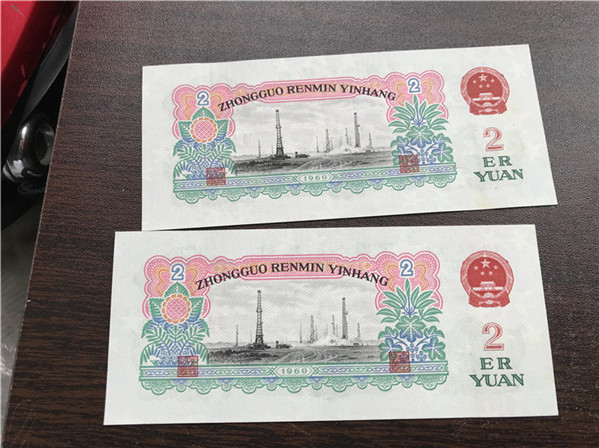 2 ZHONGGUO RENMIN YINHANG 2
2
ER
YUAN
1960
2 ZHONGGUO RENMIN YINHANG 2
2
ER
YUAN
1960